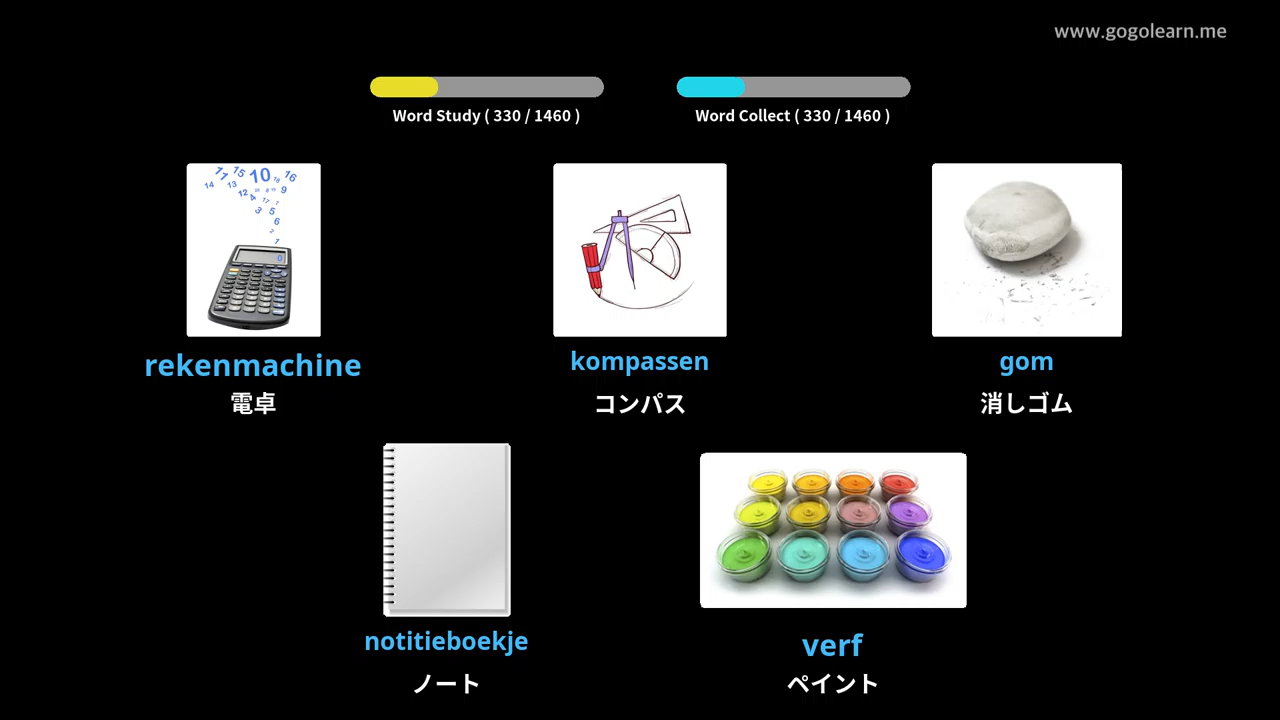 www.gogolearn.me
Word Study ( 330 / 1460 )
Word Collect ( 330 / 1460 )
rekenmachine
電卓
kompassen
コンパス
gom
消しゴム
notitieboekje
ノート
verf
ペイント